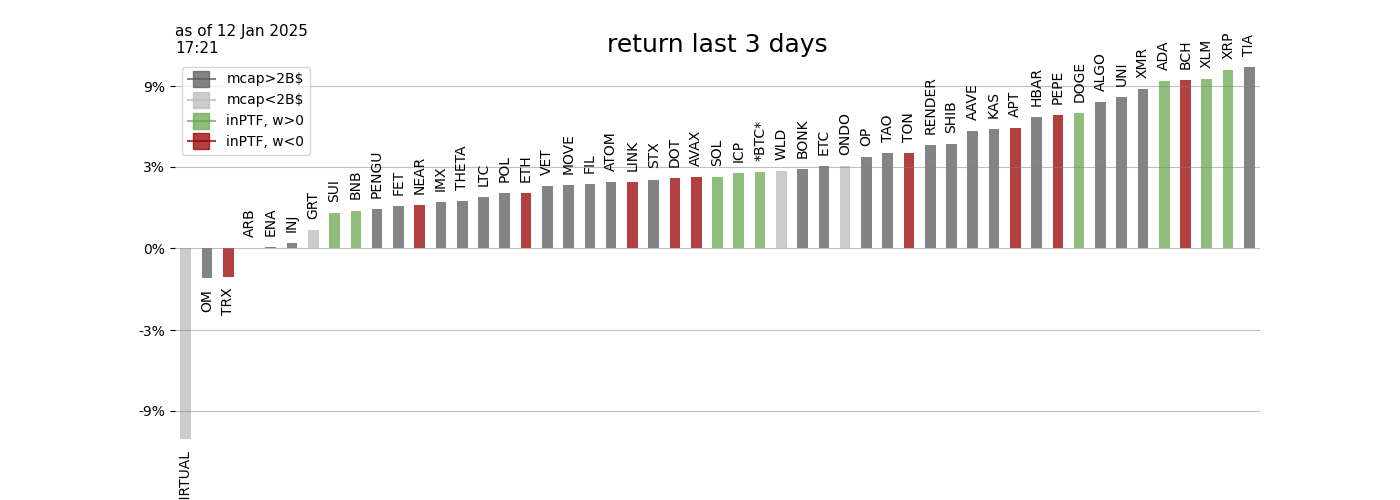 as of 12 Jan 2025
17:21
return last 3 days
mcap>2B$
mcap<2B$
inPTF, w>0
inPTF, w<0
9%
3%
0%
-3%
-9%
IRTUAL
OM
TRX
ARB
ENA
INJ
GRT
SUI
BNB
PENGU
FET
NEAR
IMX
THETA
LTC
POL
ETH
VET
MOVE
FIL
ATOM
LINK
STX
DOT
AVAX
SOL
ICP
*BTC*
WLD
BONK
ETC
ONDO
OP
TAO
TON
RENDER
SHIB
AAVE
KAS
APT
HBAR
PEPE
DOGE
ALGO
UNI
XMR
ADA
BCH
XLM
XRP
TIA